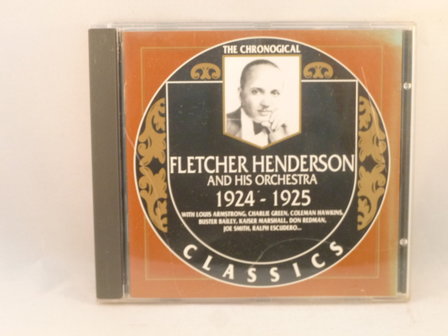 THE CHRONOGICAL
FLETCHER HENDERSON
AND HIS ORCHESTRA
1924 - 1925
WITH LOUIS ARMSTRONG, CHARLIE GREEN, COLEMAN HAWKINS,
BUSTER BAILEY, KAISER MARSHALL, DON REDMAN,
JOE SMITH, RALPH ESCUDERO...
CLASSICS